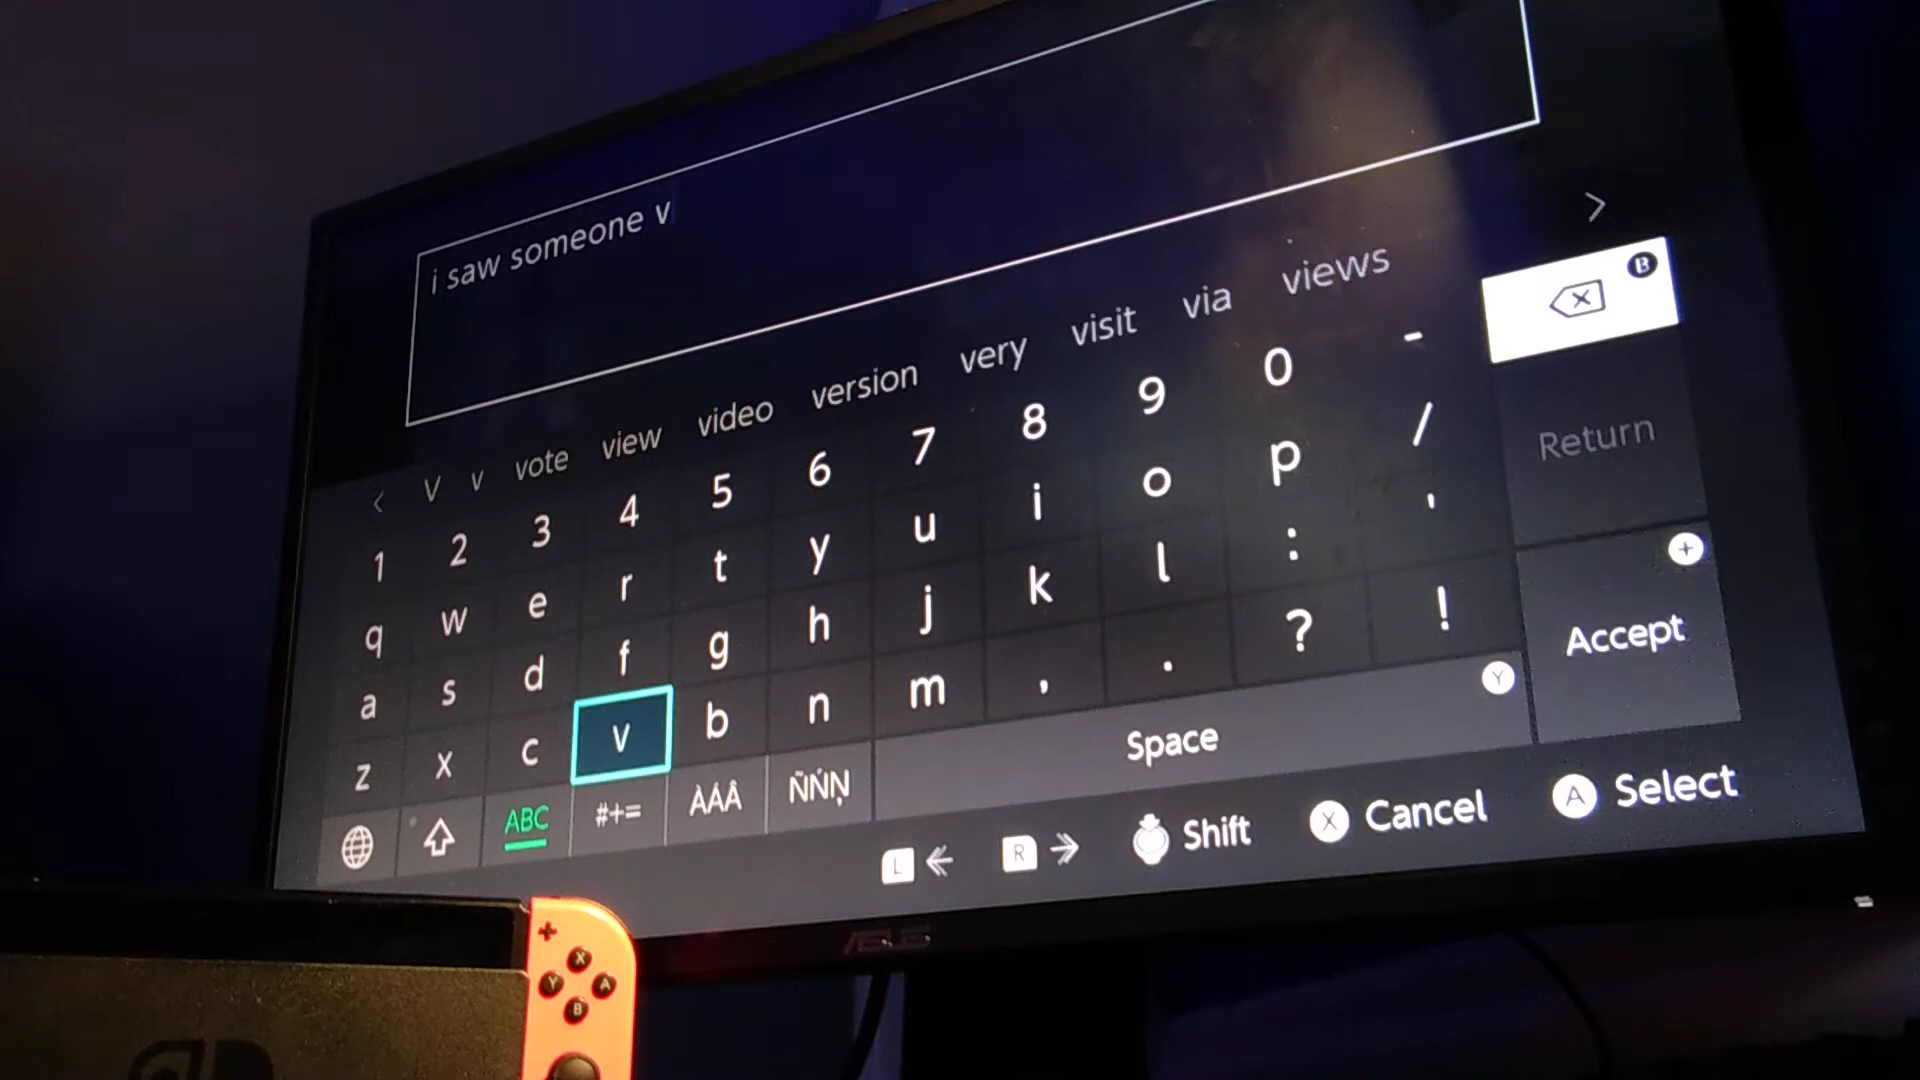 i saw someone v
< V v vote view video version very visit via views >
1 2 3 4 5 6 7 8 9 0 -
B
q w e r t y u i o p /
Return
a s d f g h j k l : '
+
z x c v b n m , . ? !
Accept
ABC #+= ÀÁÂ ÑŃŅ Space Y
L R Shift X Cancel A Select
ASUS
+
X
Y A
B